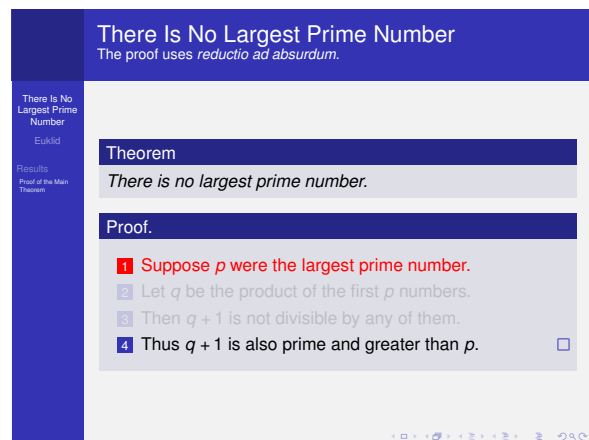 There Is No Largest Prime Number
The proof uses reductio ad absurdum.
There Is No
Largest Prime
Number
Euklid
Results
Proof of the Main
Theorem
Theorem
There is no largest prime number.
Proof.
1 Suppose p were the largest prime number.
2 Let q be the product of the first p numbers.
3 Then q + 1 is not divisible by any of them.
4 Thus q + 1 is also prime and greater than p.